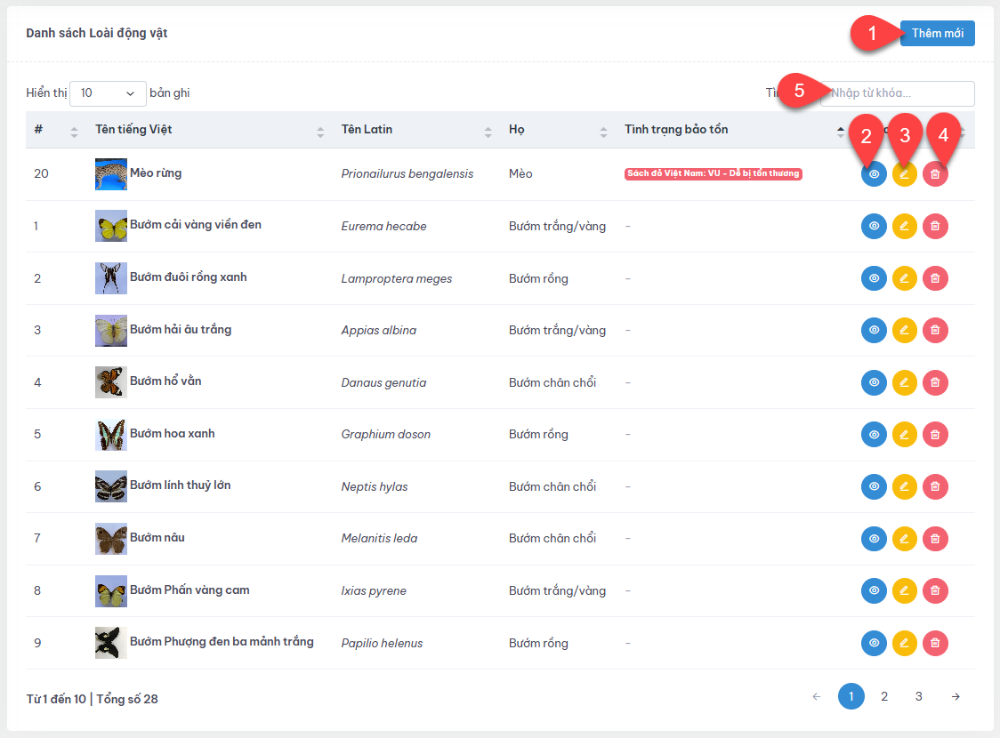 Danh sách Loài động vật
1
Thêm mới
Hiển thị 10 bản ghi
5
Nhập từ khóa...
# Tên tiếng Việt Tên Latin Họ Tình trạng bảo tồn
2 3 4
20 Mèo rừng Prionailurus bengalensis Mèo Sách đỏ Việt Nam: VU - Dễ bị tổn thương
1 Bướm cải vàng viền đen Eurema hecabe Bướm trắng/vàng -
2 Bướm đuôi rồng xanh Lamproptera meges Bướm rồng -
3 Bướm hải âu trắng Appias albina Bướm trắng/vàng -
4 Bướm hổ vằn Danaus genutia Bướm chân chổi -
5 Bướm hoa xanh Graphium doson Bướm rồng -
6 Bướm lính thuỷ lớn Neptis hylas Bướm chân chổi -
7 Bướm nâu Melanitis leda Bướm chân chổi -
8 Bướm Phấn vàng cam Ixias pyrene Bướm trắng/vàng -
9 Bướm Phượng đen ba mảnh trắng Papilio helenus Bướm rồng -
Từ 1 đến 10 | Tổng số 28
← 1 2 3 →